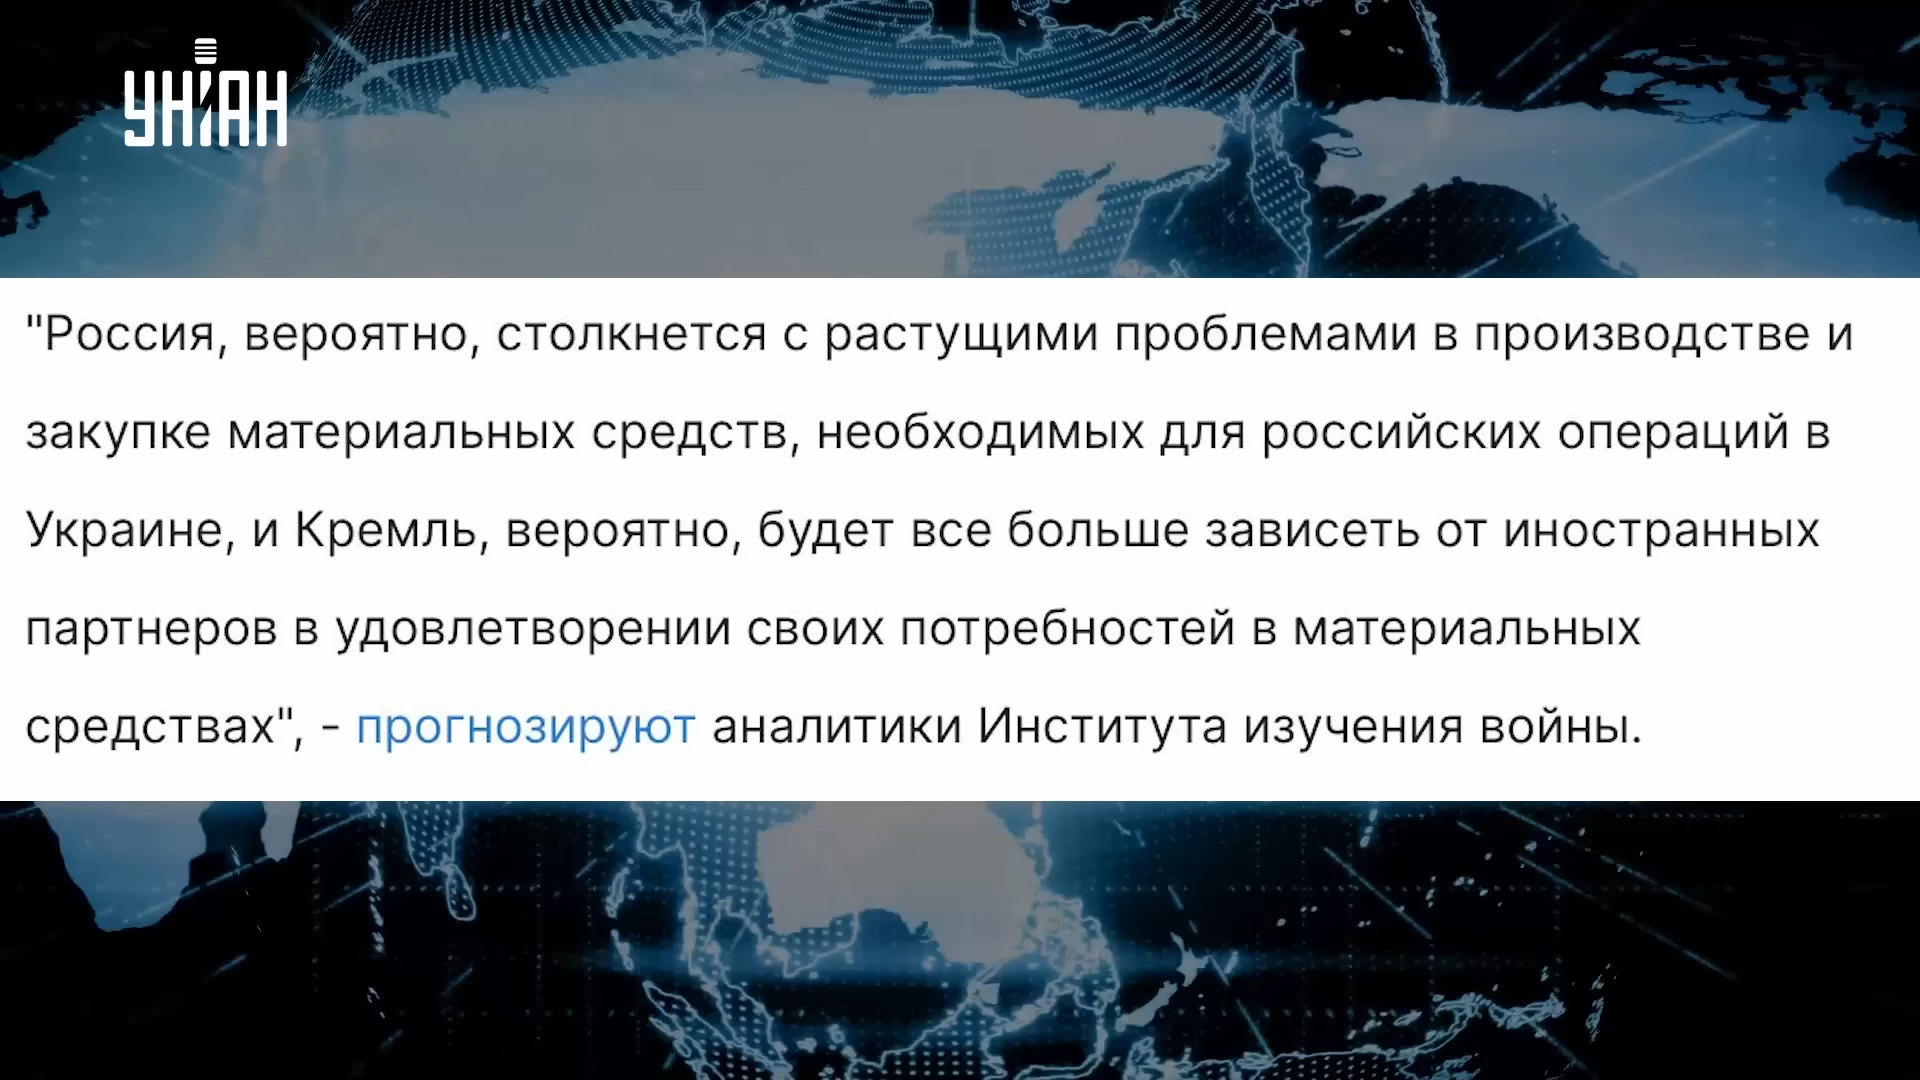 УНІАН
"Россия, вероятно, столкнется с растущими проблемами в производстве и
закупке материальных средств, необходимых для российских операций в
Украине, и Кремль, вероятно, будет все больше зависеть от иностранных
партнеров в удовлетворении своих потребностей в материальных
средствах", - прогнозируют аналитики Института изучения войны.